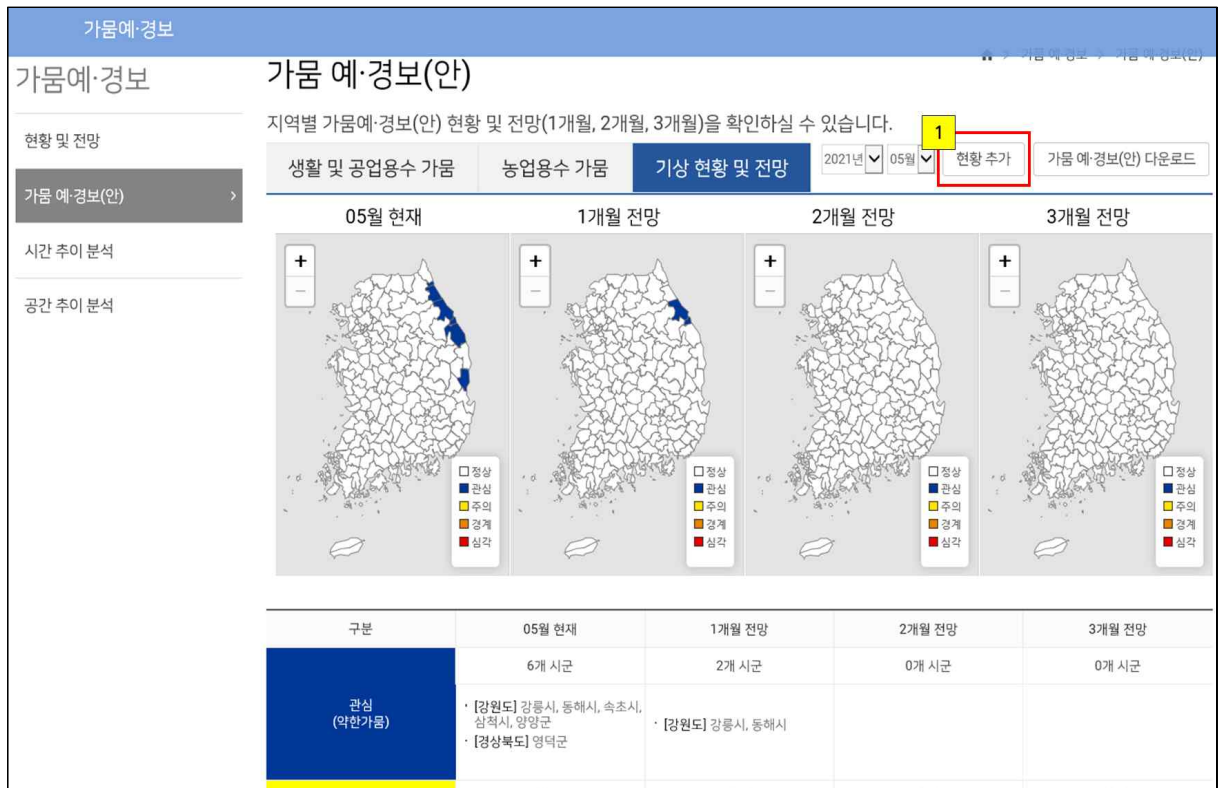 가뭄예·경보
가뭄예·경보
> 가뭄 예·경보 > 가뭄 예·경보(안)
현황 및 전망
가뭄 예·경보(안) >
시간 추이 분석
공간 추이 분석
가뭄 예·경보(안)
지역별 가뭄예·경보(안) 현황 및 전망(1개월, 2개월, 3개월)을 확인하실 수 있습니다.
1
생활 및 공업용수 가뭄 농업용수 가뭄 기상 현황 및 전망 2021년 05월 현황 추가 가뭄 예·경보(안) 다운로드
05월 현재 1개월 전망 2개월 전망 3개월 전망
+ + + +
− − − −
정상 정상 정상 정상
관심 관심 관심 관심
주의 주의 주의 주의
경계 경계 경계 경계
심각 심각 심각 심각
구분 05월 현재 1개월 전망 2개월 전망 3개월 전망
6개 시군 2개 시군 0개 시군 0개 시군
관심
(약한가뭄)
· [강원도] 강릉시, 동해시, 속초시,
삼척시, 양양군
· [경상북도] 영덕군
· [강원도] 강릉시, 동해시